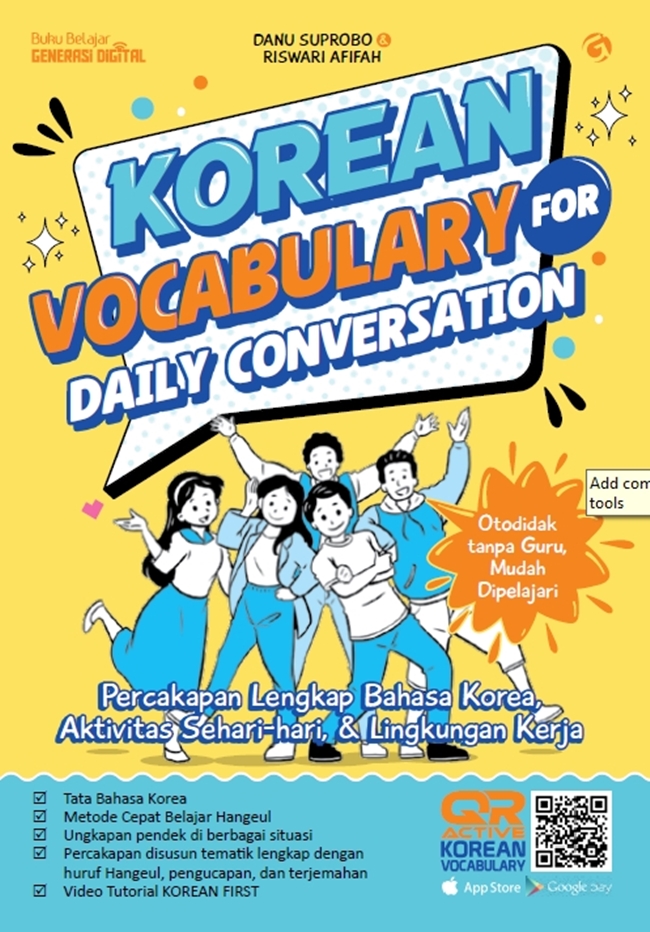 Buku Belajar
GENERASI DIGITAL
DANU SUPROBO &
RISWARI AFIFAH
KOREAN
VOCABULARY FOR
DAILY CONVERSATION
Add com
tools
Otodidak
tanpa Guru,
Mudah
Dipelajari
Percakapan Lengkap Bahasa Korea,
Aktivitas Sehari-hari, & Lingkungan Kerja
Tata Bahasa Korea
Metode Cepat Belajar Hangeul
Ungkapan pendek di berbagai situasi
Percakapan disusun tematik lengkap dengan
huruf Hangeul, pengucapan, dan terjemahan
Video Tutorial KOREAN FIRST
QR
ACTIVE
KOREAN
VOCABULARY
App Store
Google Play